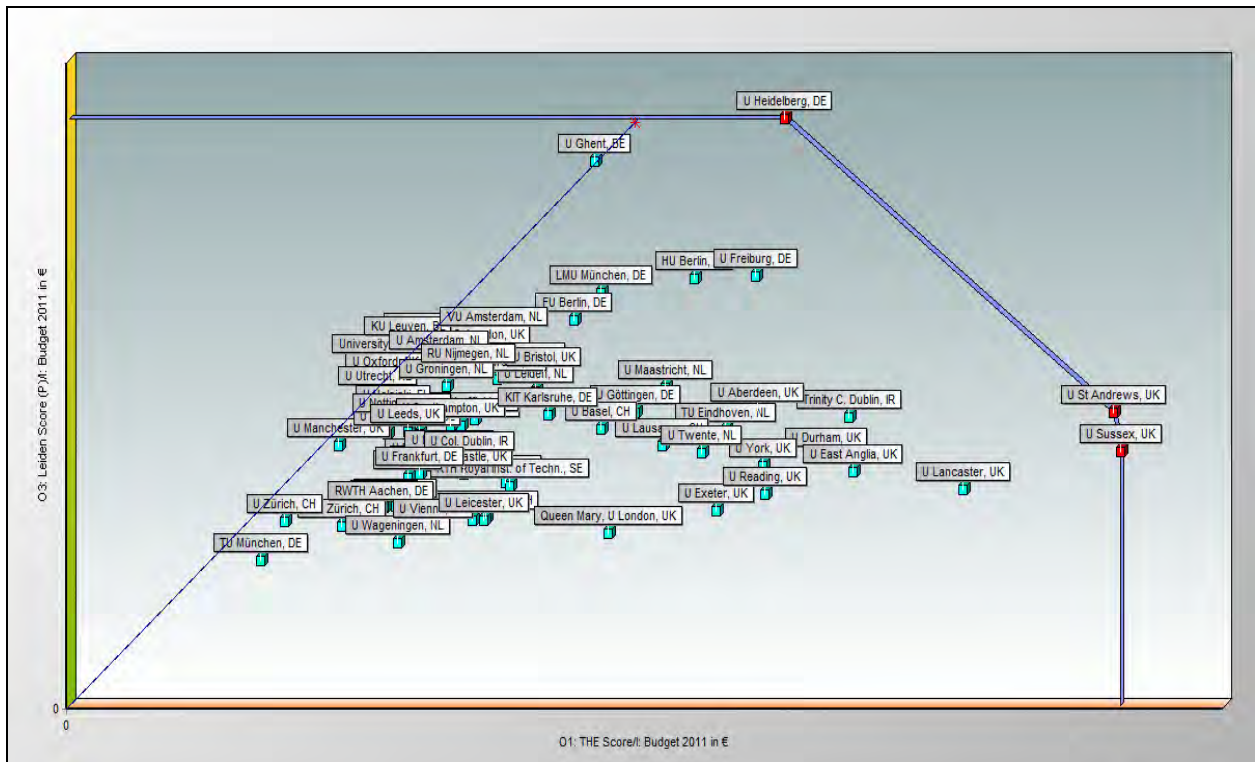 O3: Leiden Score (P)/I: Budget 2011 in €
U Heidelberg, DE
U Ghent, BE
HU Berlin,
U Freiburg, DE
LMU München, DE
FU Berlin, DE
VU Amsterdam, NL
KU Leuven,
UK
University
U Amsterdam, NL
RU Nijmegen, NL
U Bristol, UK
U Oxford
U Groningen, NL
U Leiden, NL
U Maastricht, NL
U Utrecht,
KIT Karlsruhe, DE
U Göttingen, DE
U Aberdeen, UK
Trinity C. Dublin, IR
U St Andrews, UK
U Leeds, UK
UK
U Basel, CH
TU Eindhoven, NL
U Manchester, UK
U Twente, NL
U Durham, UK
U Sussex, UK
U Col. Dublin, IR
U York, UK
U Frankfurt, DE
UK
U East Anglia, UK
Royal Inst. of Techn., SE
U Reading, UK
U Lancaster, UK
RWTH Aachen, DE
U Exeter, UK
U Zürich, CH
Zürich, CH
U Leicester, UK
Queen Mary, U London, UK
U Wageningen, NL
TU München, DE
0
0
O1: THE Score/I: Budget 2011 in €